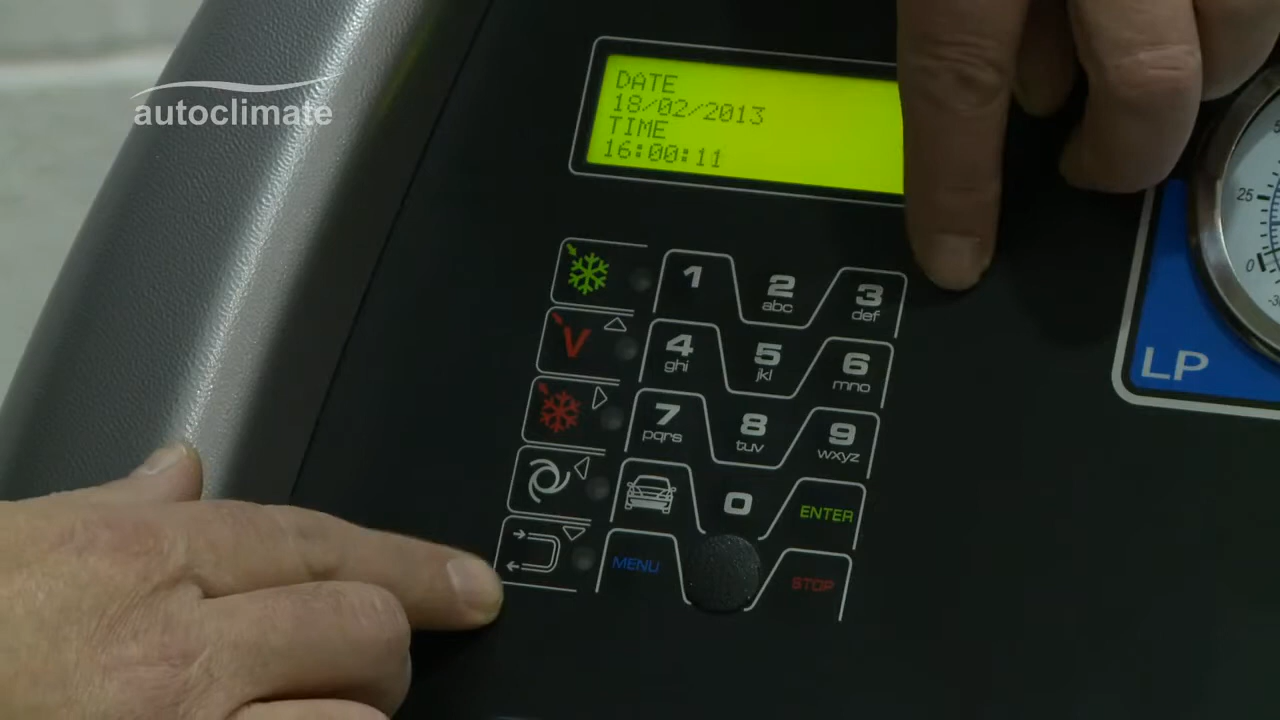 autoclimate
DATE
18/02/2013
TIME
16:00:11
1
2
abc
3
def
V
4
ghi
5
jkl
6
mno
7
pqrs
8
tuv
9
wxyz
0
ENTER
MENU
STOP
25
0
LP